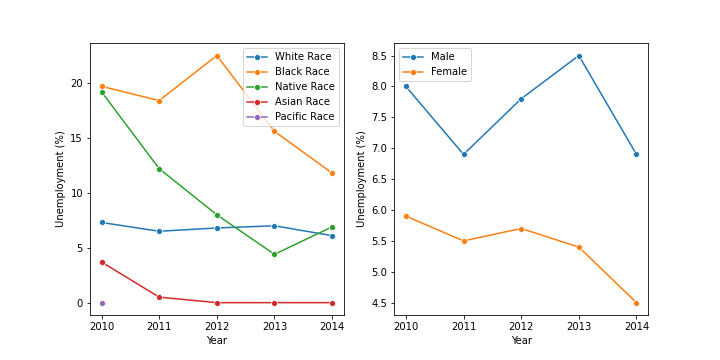 White Race
Black Race
Native Race
Asian Race
Pacific Race
Unemployment (%)
20
15
10
5
0
2010 2011 2012 2013 2014
Year
Male
Female
Unemployment (%)
8.5
8.0
7.5
7.0
6.5
6.0
5.5
5.0
4.5
2010 2011 2012 2013 2014
Year